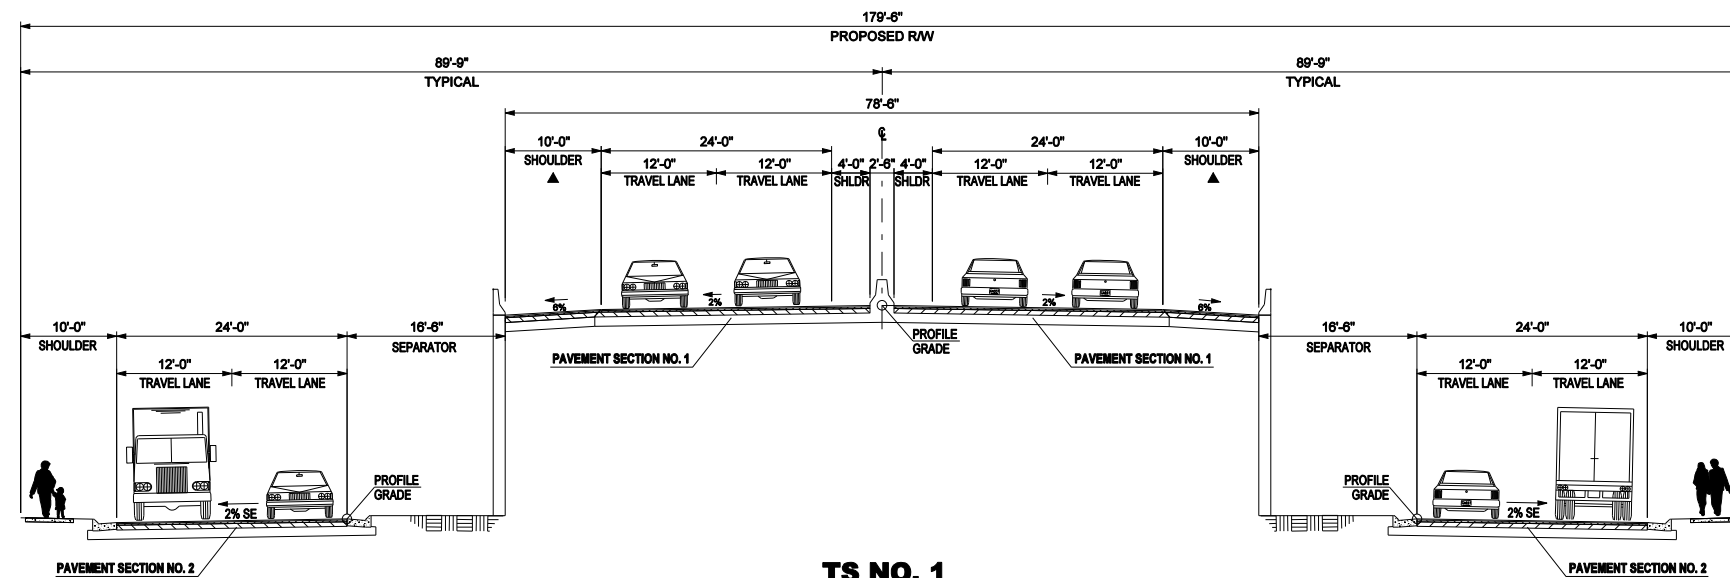 179'-6"
PROPOSED R/W
89'-9" 89'-9"
TYPICAL TYPICAL
78'-6"
℄
10'-0" 24'-0" 24'-0" 10'-0"
SHOULDER SHOULDER
12'-0" 12'-0" 4'-0" 2'-6" 4'-0" 12'-0" 12'-0"
TRAVEL LANE TRAVEL LANE SHLDR SHLDR TRAVEL LANE TRAVEL LANE
6% 2% 2% 6%
10'-0" 24'-0" 16'-6" 16'-6" 24'-0" 10'-0"
SHOULDER SEPARATOR SEPARATOR SHOULDER
PROFILE
GRADE
PAVEMENT SECTION NO. 1 PAVEMENT SECTION NO. 1
12'-0" 12'-0" 12'-0" 12'-0"
TRAVEL LANE TRAVEL LANE TRAVEL LANE TRAVEL LANE
PROFILE
GRADE
PROFILE
GRADE
2% SE 2% SE
PAVEMENT SECTION NO. 2 PAVEMENT SECTION NO. 2
TS NO. 1